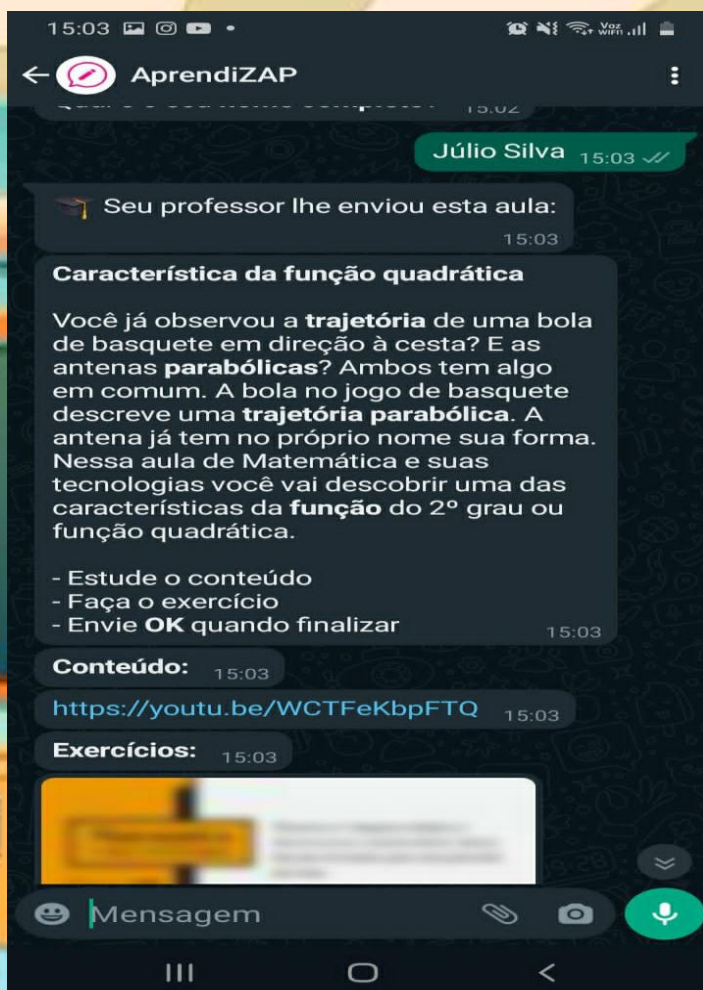 15:03
Voz
WiFi
AprendiZAP
15:02
Júlio Silva 15:03
Seu professor lhe enviou esta aula:
15:03
Característica da função quadrática
Você já observou a trajetória de uma bola
de basquete em direção à cesta? E as
antenas parabólicas? Ambos tem algo
em comum. A bola no jogo de basquete
descreve uma trajetória parabólica. A
antena já tem no próprio nome sua forma.
Nessa aula de Matemática e suas
tecnologias você vai descobrir uma das
características da função do 2º grau ou
função quadrática.
- Estude o conteúdo
- Faça o exercício
- Envie OK quando finalizar 15:03
Conteúdo: 15:03
https://youtu.be/WCTFeKbpFTQ 15:03
Exercícios: 15:03
Mensagem